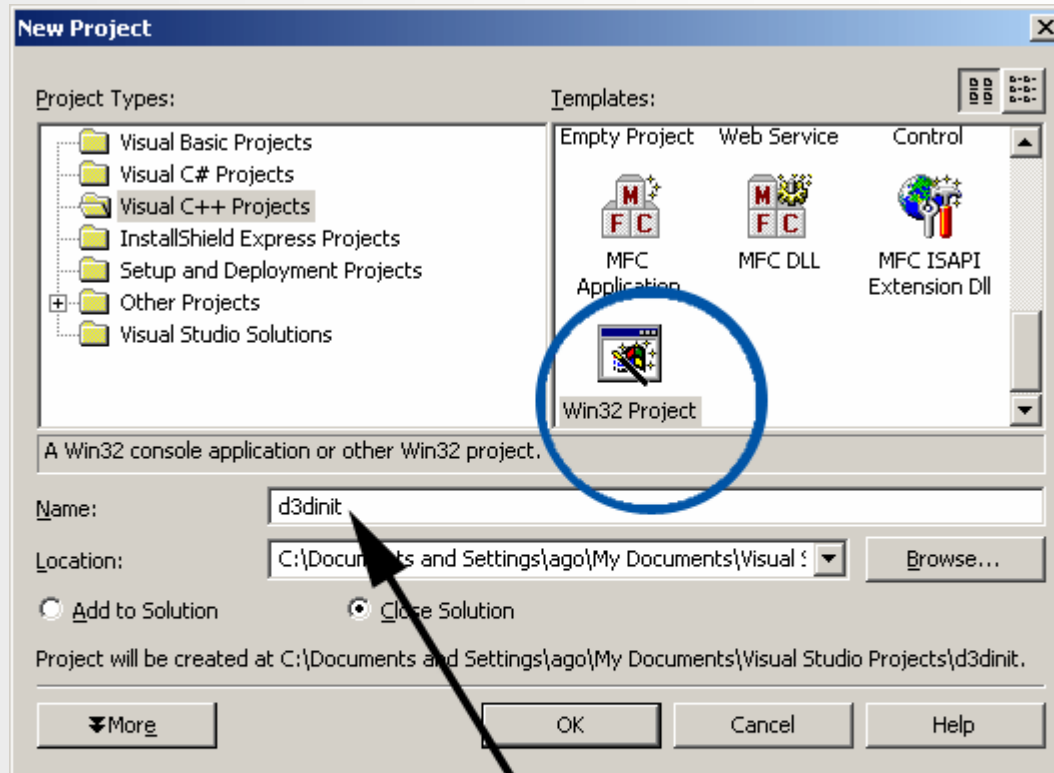 New Project
Project Types:
Templates:
Visual Basic Projects
Visual C# Projects
Visual C++ Projects
InstallShield Express Projects
Setup and Deployment Projects
Other Projects
Visual Studio Solutions
Empty Project Web Service Control
MFC
Application
MFC DLL
MFC ISAPI
Extension Dll
Win32 Project
A Win32 console application or other Win32 project.
Name: d3dinit
Location: C:\Documents and Settings\ago\My Documents\Visual S Browse...
Add to Solution Close Solution
Project will be created at C:\Documents and Settings\ago\My Documents\Visual Studio Projects\d3dinit.
More OK Cancel Help